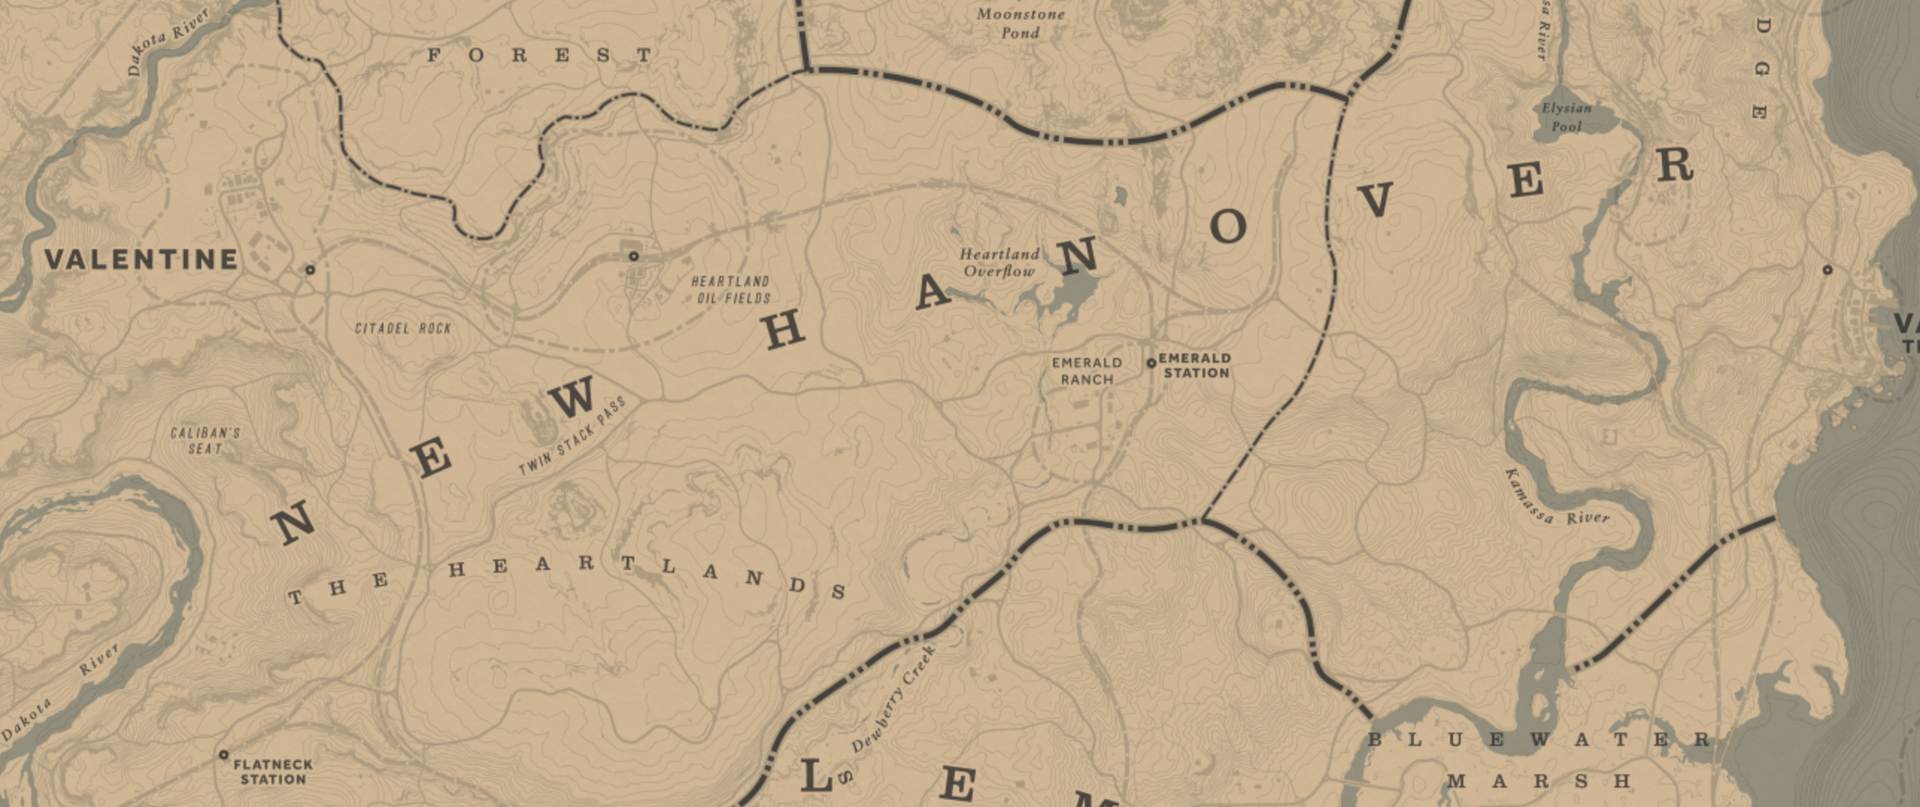 Dakota River
FOREST
Moonstone
Pond
Elysian
Pool
DGE
VALENTINE
HEARTLAND
OIL FIELDS
Heartland
Overflow
CITADEL ROCK
NEW HANOVER
EMERALD
RANCH
EMERALD
STATION
TWIN STACK PASS
CALIBAN'S
SEAT
Kamassa River
THE HEARTLANDS
Dakota River
Dewberry Creek
FLATNECK
STATION
BLUEWATER
MARSH